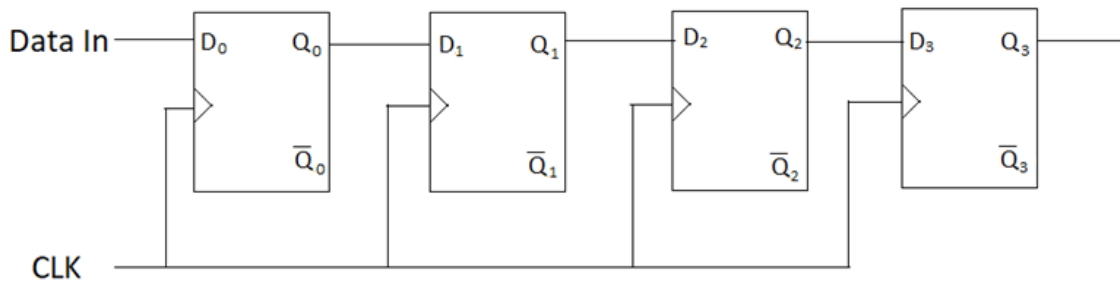 Data In D₀ Q₀ D₁ Q₁ D₂ Q₂ D₃ Q₃
Q̅₀ Q̅₁ Q̅₂ Q̅₃
CLK